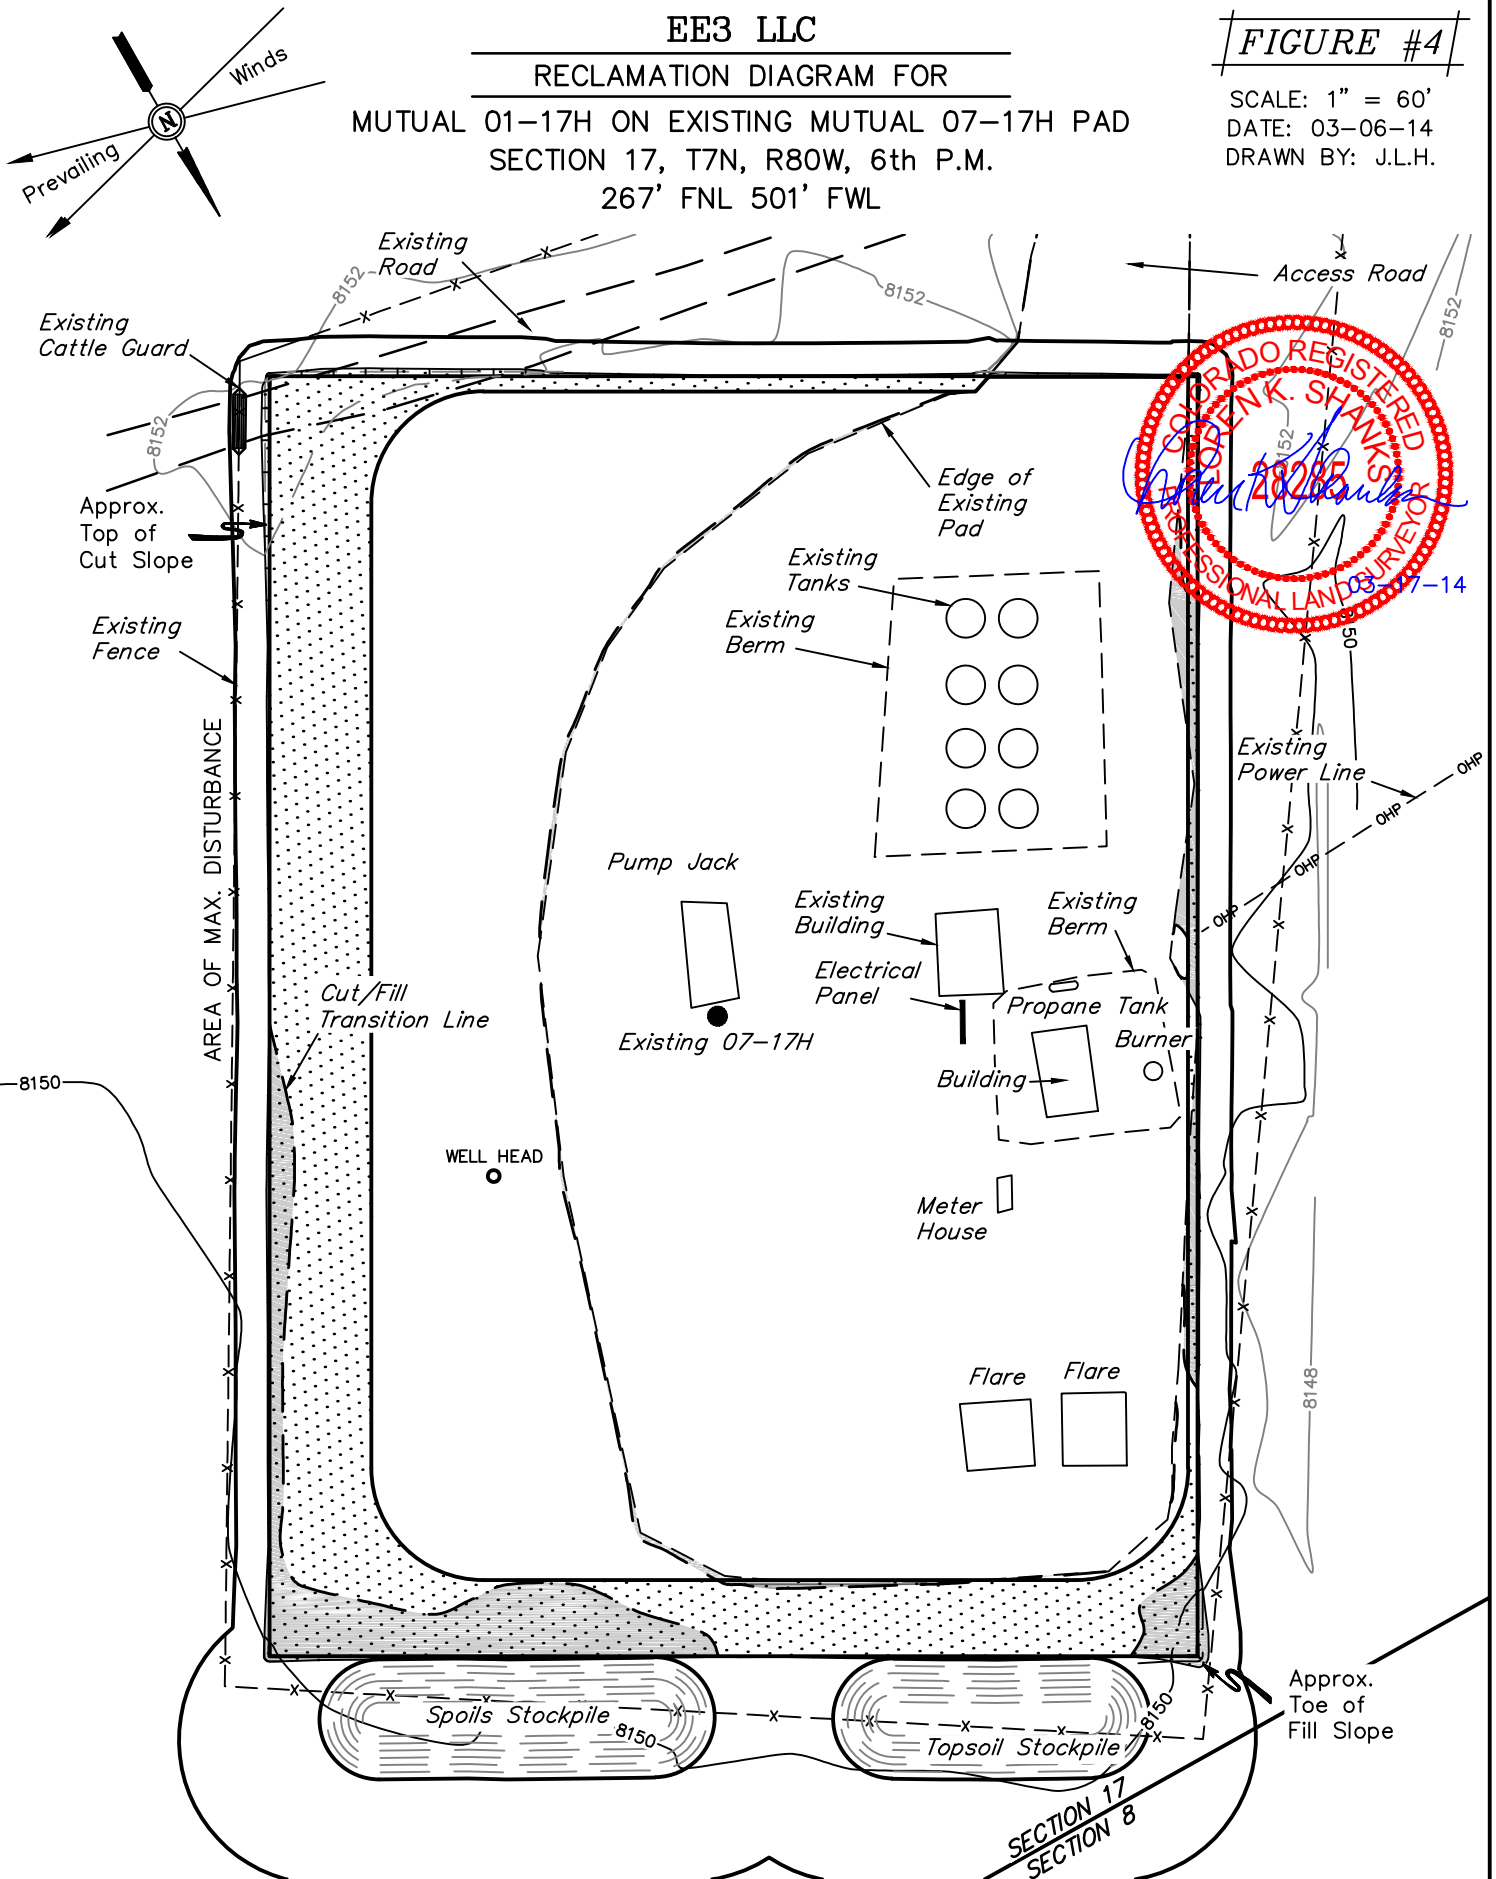 EE3 LLC
RECLAMATION DIAGRAM FOR
MUTUAL 01-17H ON EXISTING MUTUAL 07-17H PAD
SECTION 17, T7N, R80W, 6th P.M.
267' FNL 501' FWL
FIGURE #4
SCALE: 1" = 60'
DATE: 03-06-14
DRAWN BY: J.L.H.
Winds
N
Prevailing
Existing
Road
8152
8152
Access Road
8152
Existing
Cattle Guard
8152
Approx.
Top of
Cut Slope
Existing
Fence
AREA OF MAX. DISTURBANCE
Edge of
Existing
Pad
COLORADO REGISTERED
LOREN K. SHANKS
28285
PROFESSIONAL LAND SURVEYOR
8152
03-17-14
Existing
Tanks
Existing
Berm
Existing
Power Line
OHP
OHP
OHP
OHP
Pump Jack
Existing
Building
Existing
Berm
Electrical
Panel
Propane Tank
Burner
Building
Existing 07-17H
Cut/Fill
Transition Line
8150
WELL HEAD
Meter
House
Flare
Flare
8148
Spoils Stockpile
8150
Topsoil Stockpile
8150
Approx.
Toe of
Fill Slope
SECTION 17
SECTION 8